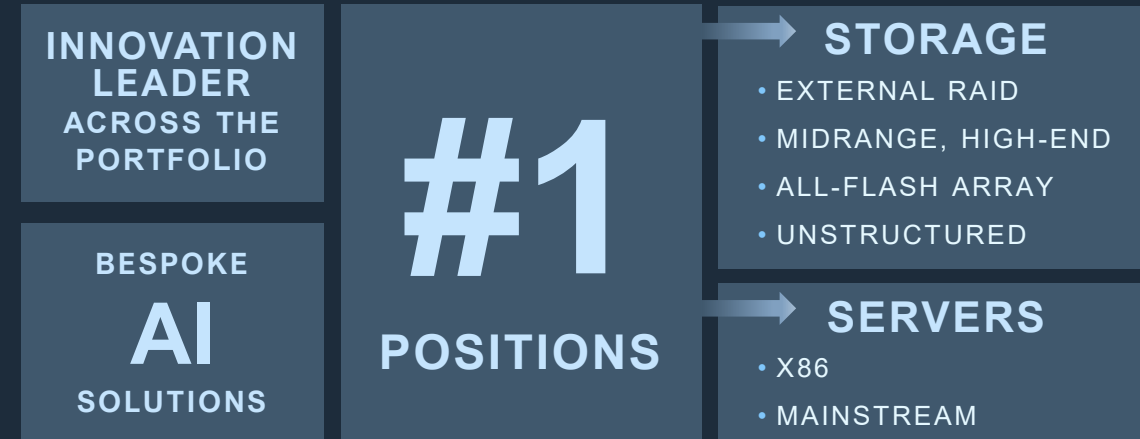 INNOVATION
LEADER
ACROSS THE
PORTFOLIO
BESPOKE
AI
SOLUTIONS
#1
POSITIONS
STORAGE
• EXTERNAL RAID
• MIDRANGE, HIGH-END
• ALL-FLASH ARRAY
• UNSTRUCTURED
SERVERS
• X86
• MAINSTREAM